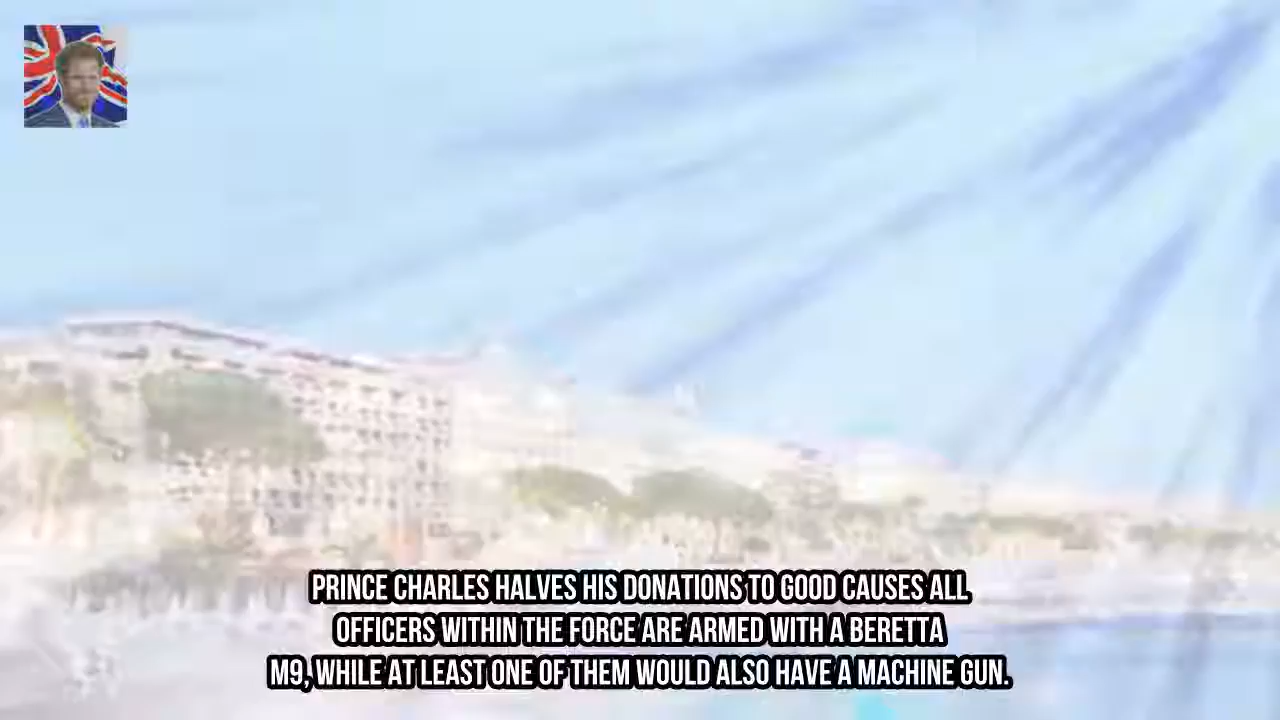 PRINCE CHARLES HALVES HIS DONATIONS TO GOOD CAUSES ALL
OFFICERS WITHIN THE FORCE ARE ARMED WITH A BERETTA
M9, WHILE AT LEAST ONE OF THEM WOULD ALSO HAVE A MACHINE GUN.